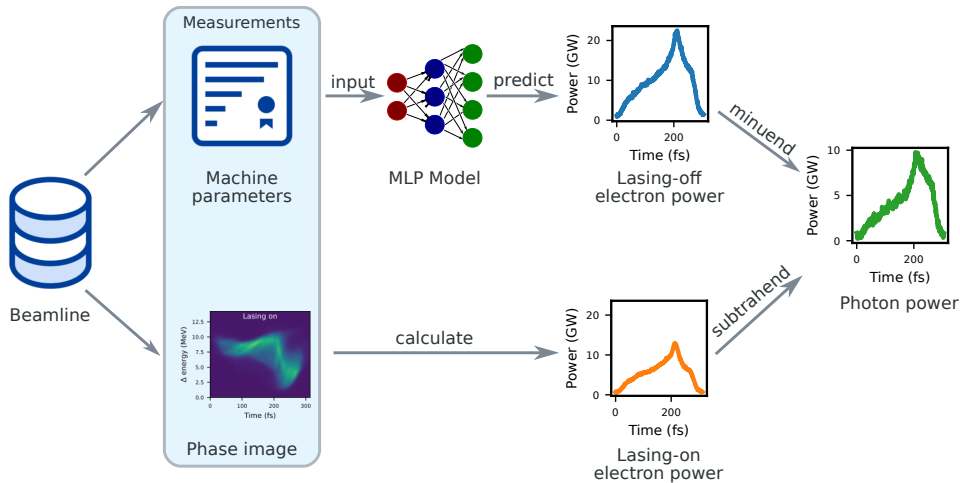 Measurements
Machine
parameters
input
MLP Model
predict
Power (GW)
20
10
0
0
200
Time (fs)
Lasing-off
electron power
minuend
Beamline
Lasing on
Δ energy (MeV)
12.5
10.0
7.5
5.0
2.5
0.0
0
100
200
300
Time (fs)
Phase image
calculate
Power (GW)
20
10
0
0
200
Time (fs)
Lasing-on
electron power
subtrahend
Power (GW)
10
5
0
0
200
Time (fs)
Photon power